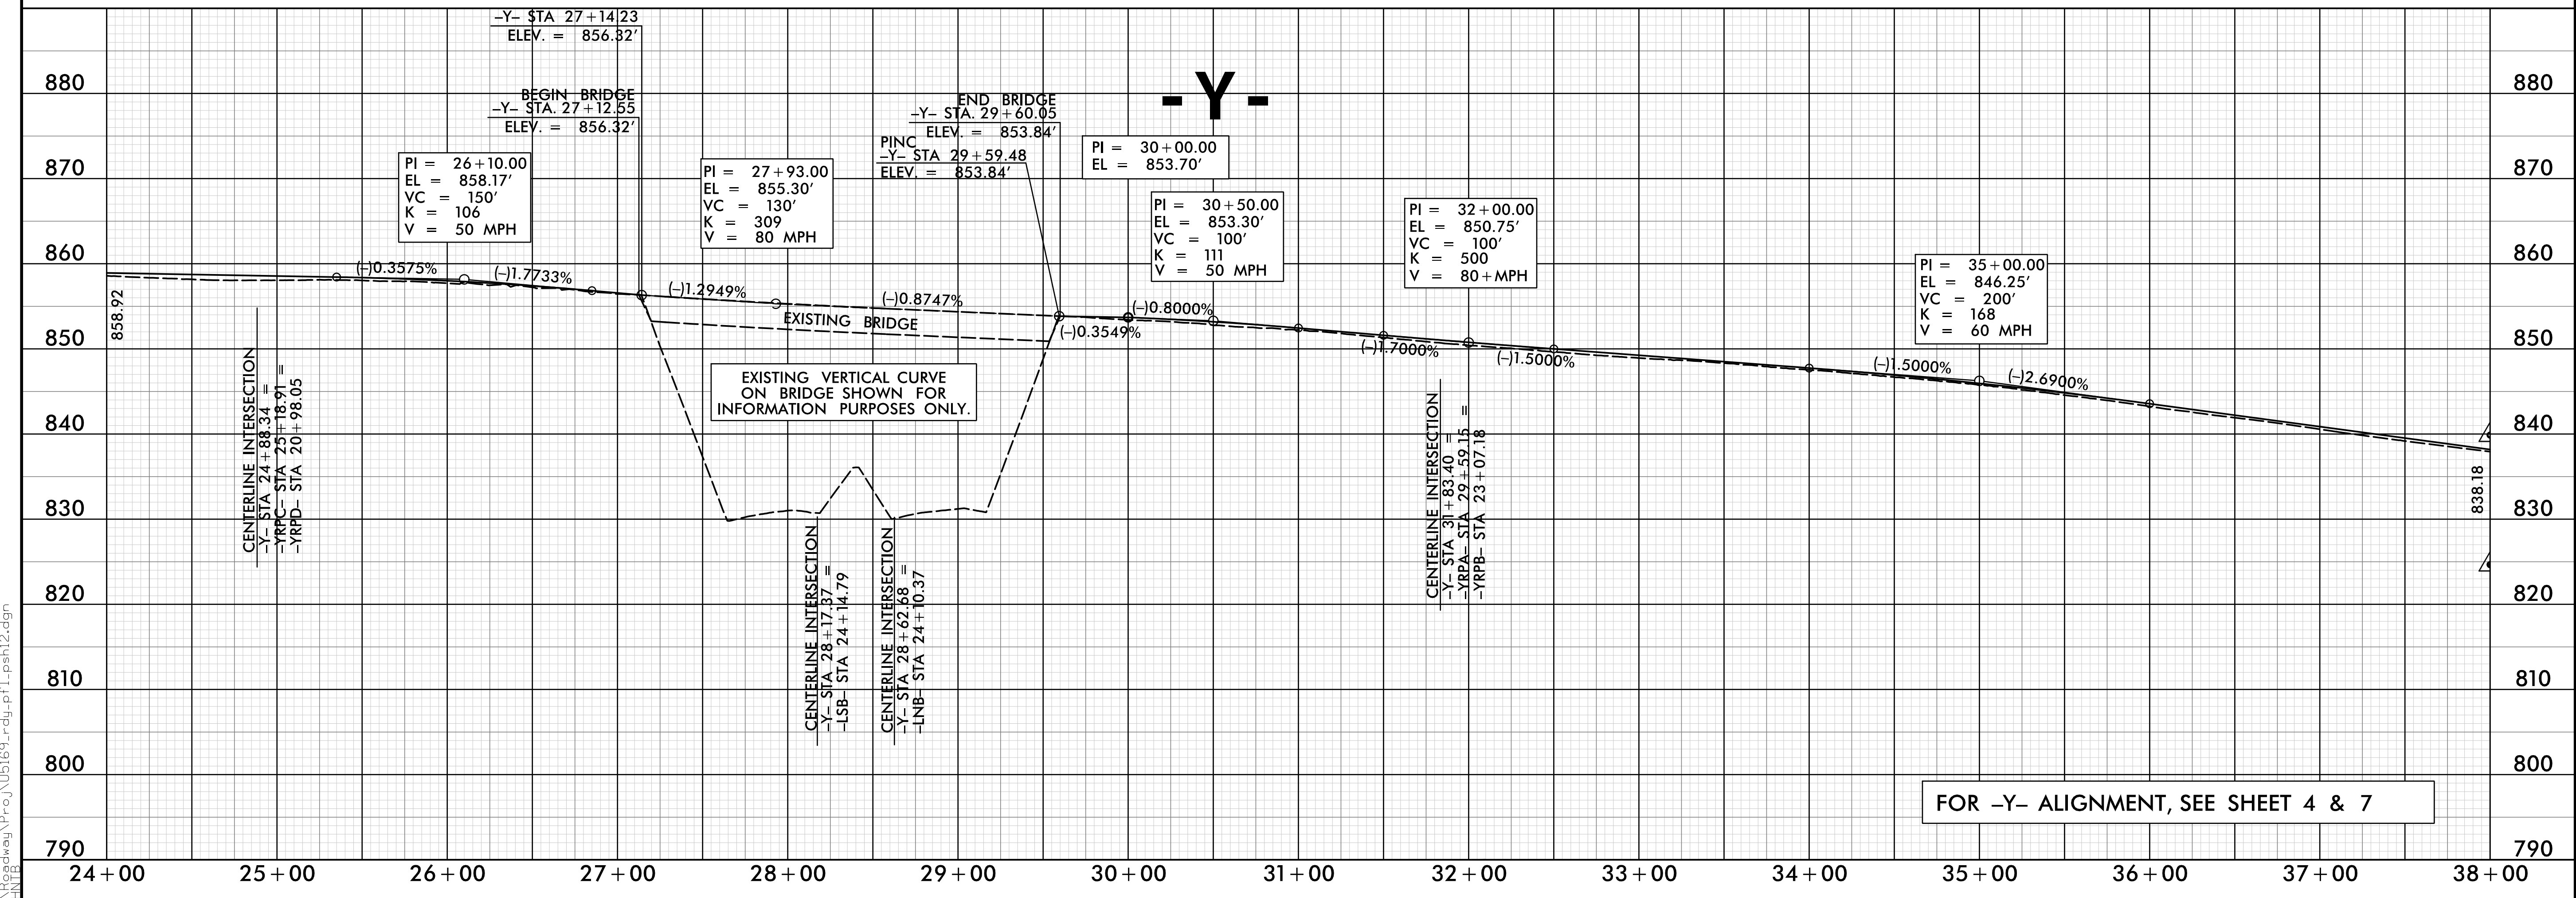 -Y- STA 27+14.23
ELEV. = 856.32'
BEGIN BRIDGE
-Y- STA. 27+12.55
ELEV. = 856.32'
END BRIDGE
-Y- STA. 29+60.05
ELEV. = 853.84'
PINC
-Y- STA 29+59.48
ELEV. = 853.84'
-Y-
PI = 26+10.00
EL = 858.17'
VC = 150'
K = 106
V = 50 MPH
PI = 27+93.00
EL = 855.30'
VC = 130'
K = 309
V = 80 MPH
PI = 30+00.00
EL = 853.70'
PI = 30+50.00
EL = 853.30'
VC = 100'
K = 111
V = 50 MPH
PI = 32+00.00
EL = 850.75'
VC = 100'
K = 500
V = 80+MPH
PI = 35+00.00
EL = 846.25'
VC = 200'
K = 168
V = 60 MPH
880
870
860
850
840
830
820
810
800
790
880
870
860
850
840
830
820
810
800
790
(-)0.3575%
(-)1.7733%
(-)1.2949%
(-)0.8747%
(-)0.3549%
(-)0.8000%
(-)1.7000%
(-)1.5000%
(-)1.5000%
(-)2.6900%
858.92
838.18
EXISTING BRIDGE
EXISTING VERTICAL CURVE
ON BRIDGE SHOWN FOR
INFORMATION PURPOSES ONLY.
CENTERLINE INTERSECTION
-Y- STA 24+88.34 =
-YRPC- STA 25+18.91 =
-YRPD- STA 20+98.05
CENTERLINE INTERSECTION
-Y- STA 28+17.37 =
-LSB- STA 24+14.79
CENTERLINE INTERSECTION
-Y- STA 28+62.68 =
-LNB- STA 24+10.37
CENTERLINE INTERSECTION
-Y- STA 31+83.40 =
-YRPA- STA 29+59.15 =
-YRPB- STA 23+07.18
FOR -Y- ALIGNMENT, SEE SHEET 4 & 7
24+00
25+00
26+00
27+00
28+00
29+00
30+00
31+00
32+00
33+00
34+00
35+00
36+00
37+00
38+00
\Roadway\Proj\U5169_rdy_pfl_psh12.dgn
HNTB